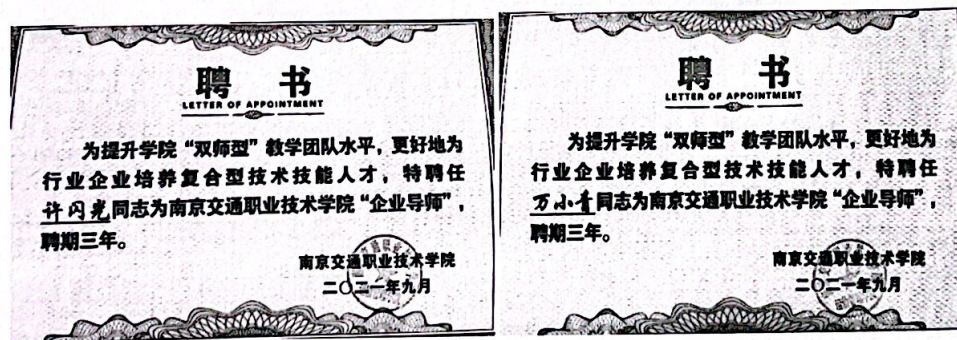 聘 书
LETTER OF APPOINTMENT
为提升学院“双师型”教学团队水平，更好地为
行业企业培养复合型技术技能人才，特聘任
许闪光同志为南京交通职业技术学院“企业导师”，
聘期三年。
南京交通职业技术学院
二〇二一年九月
聘 书
LETTER OF APPOINTMENT
为提升学院“双师型”教学团队水平，更好地为
行业企业培养复合型技术技能人才，特聘任
万小青同志为南京交通职业技术学院“企业导师”，
聘期三年。
南京交通职业技术学院
二〇二一年九月